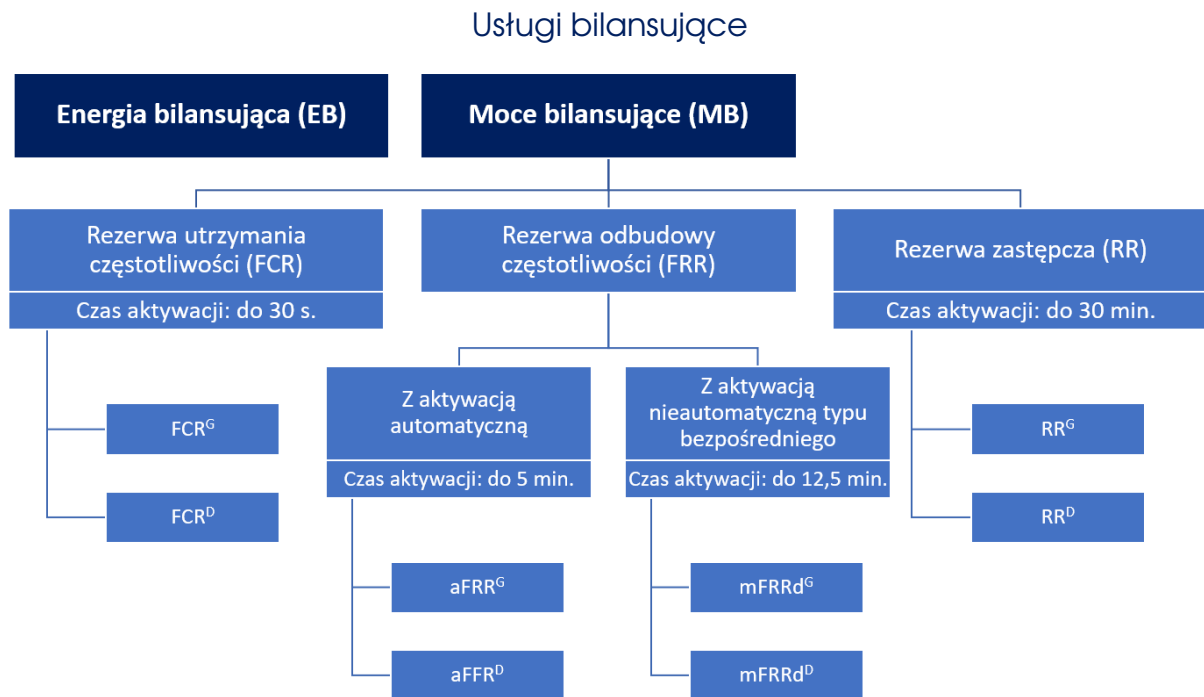 Usługi bilansujące
Energia bilansująca (EB)
Moce bilansujące (MB)
Rezerwa utrzymania
częstotliwości (FCR)
Czas aktywacji: do 30 s.
Rezerwa odbudowy
częstotliwości (FRR)
Rezerwa zastępcza (RR)
Czas aktywacji: do 30 min.
FCRᴳ
FCRᴰ
Z aktywacją
automatyczną
Czas aktywacji: do 5 min.
aFRRᴳ
aFFRᴰ
Z aktywacją
nieautomatyczną typu
bezpośredniego
Czas aktywacji: do 12,5 min.
mFRRdᴳ
mFRRdᴰ
RRᴳ
RRᴰ